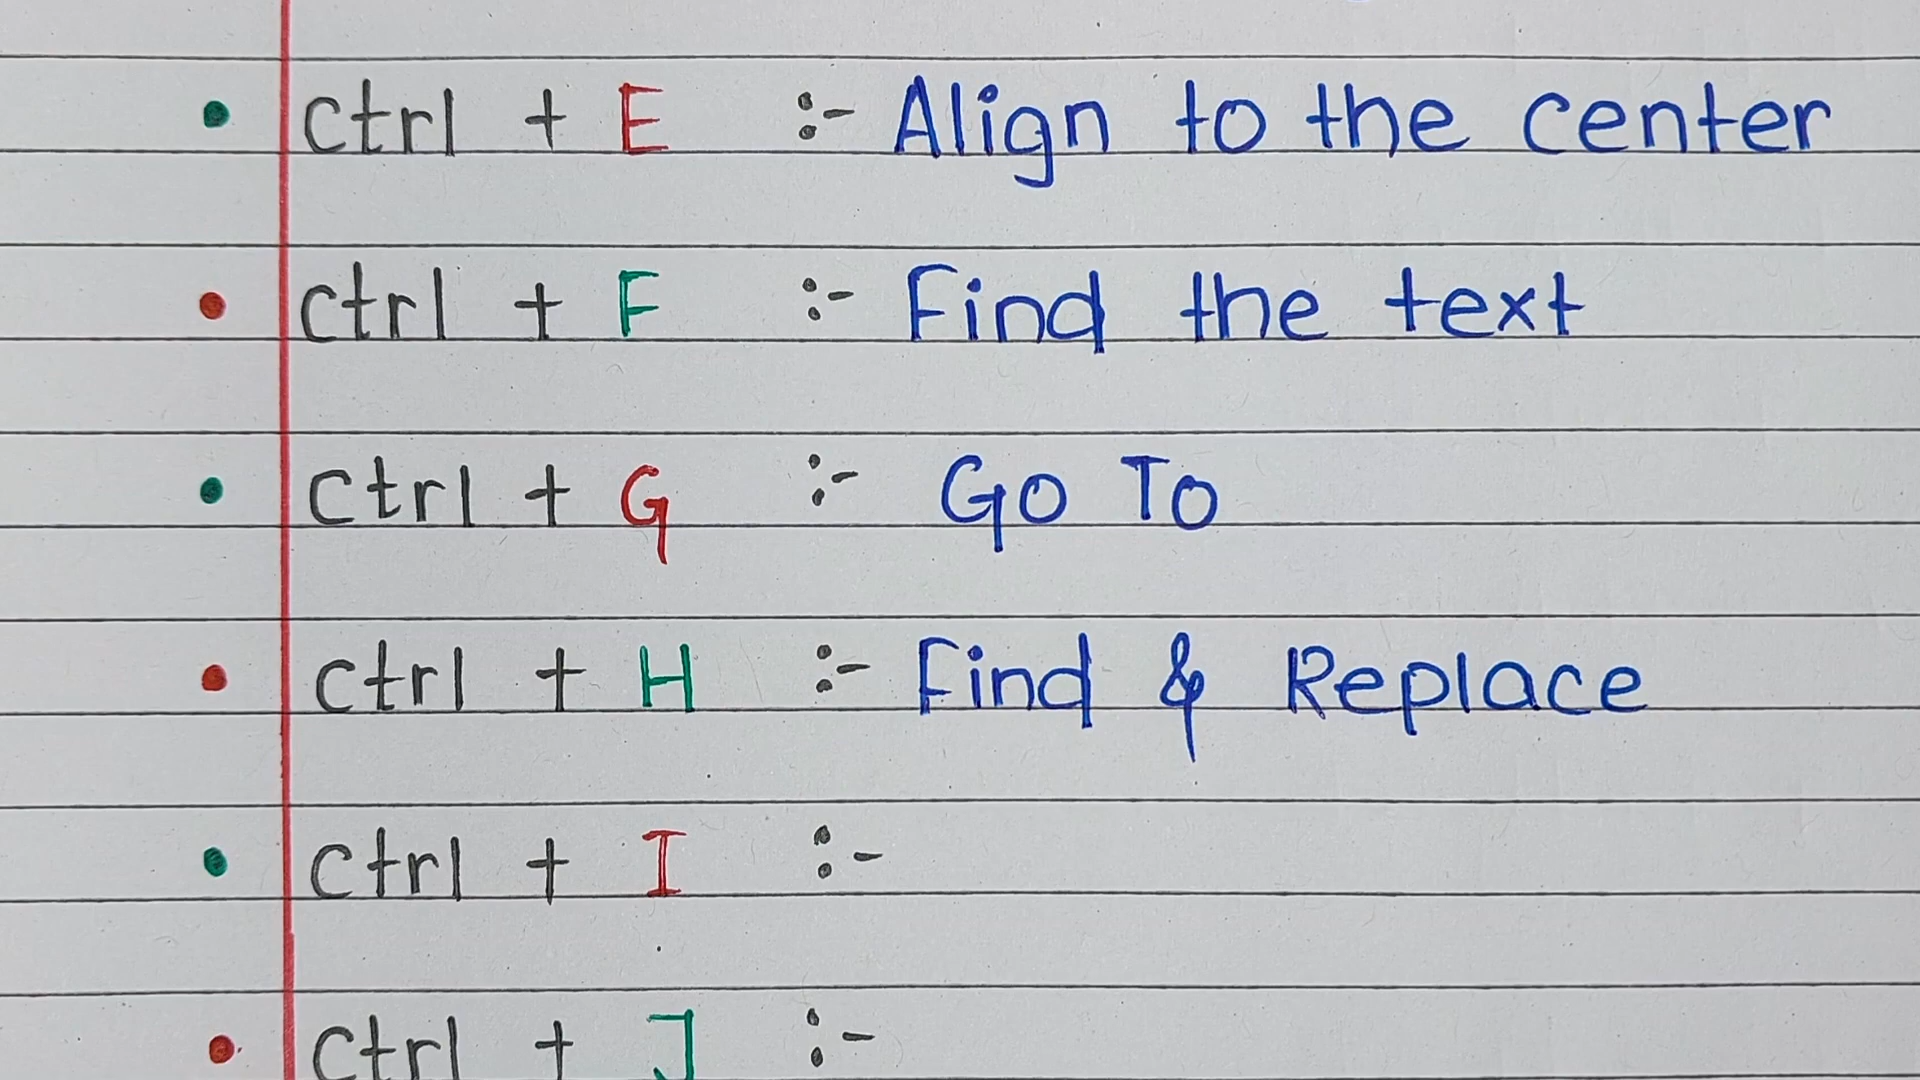 • Ctrl + E :- Align to the center
• Ctrl + F :- Find the text
• Ctrl + G :- Go To
• Ctrl + H :- Find & Replace
• Ctrl + I :-
• Ctrl + J :-